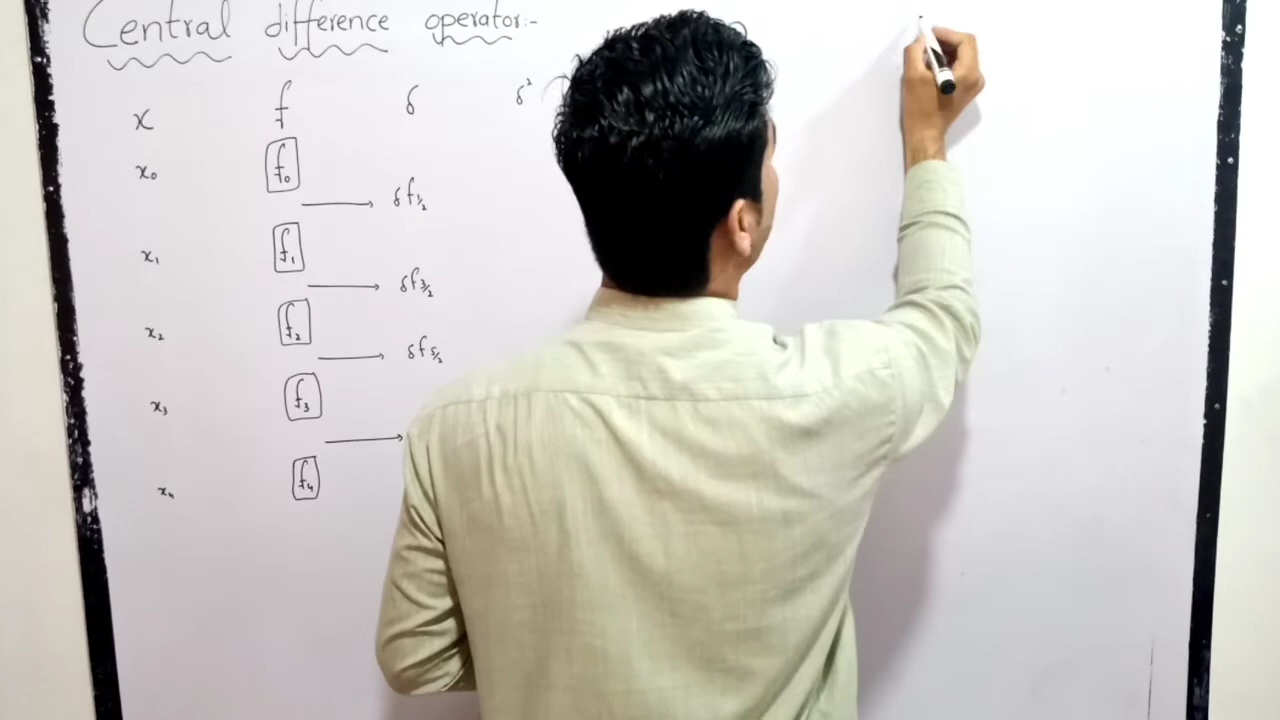 Central difference operator:-
x f δ δ²
x₀ f₀
δf₁/₂
x₁ f₁
δf₃/₂
x₂ f₂
δf₅/₂
x₃ f₃
x₄ f₄